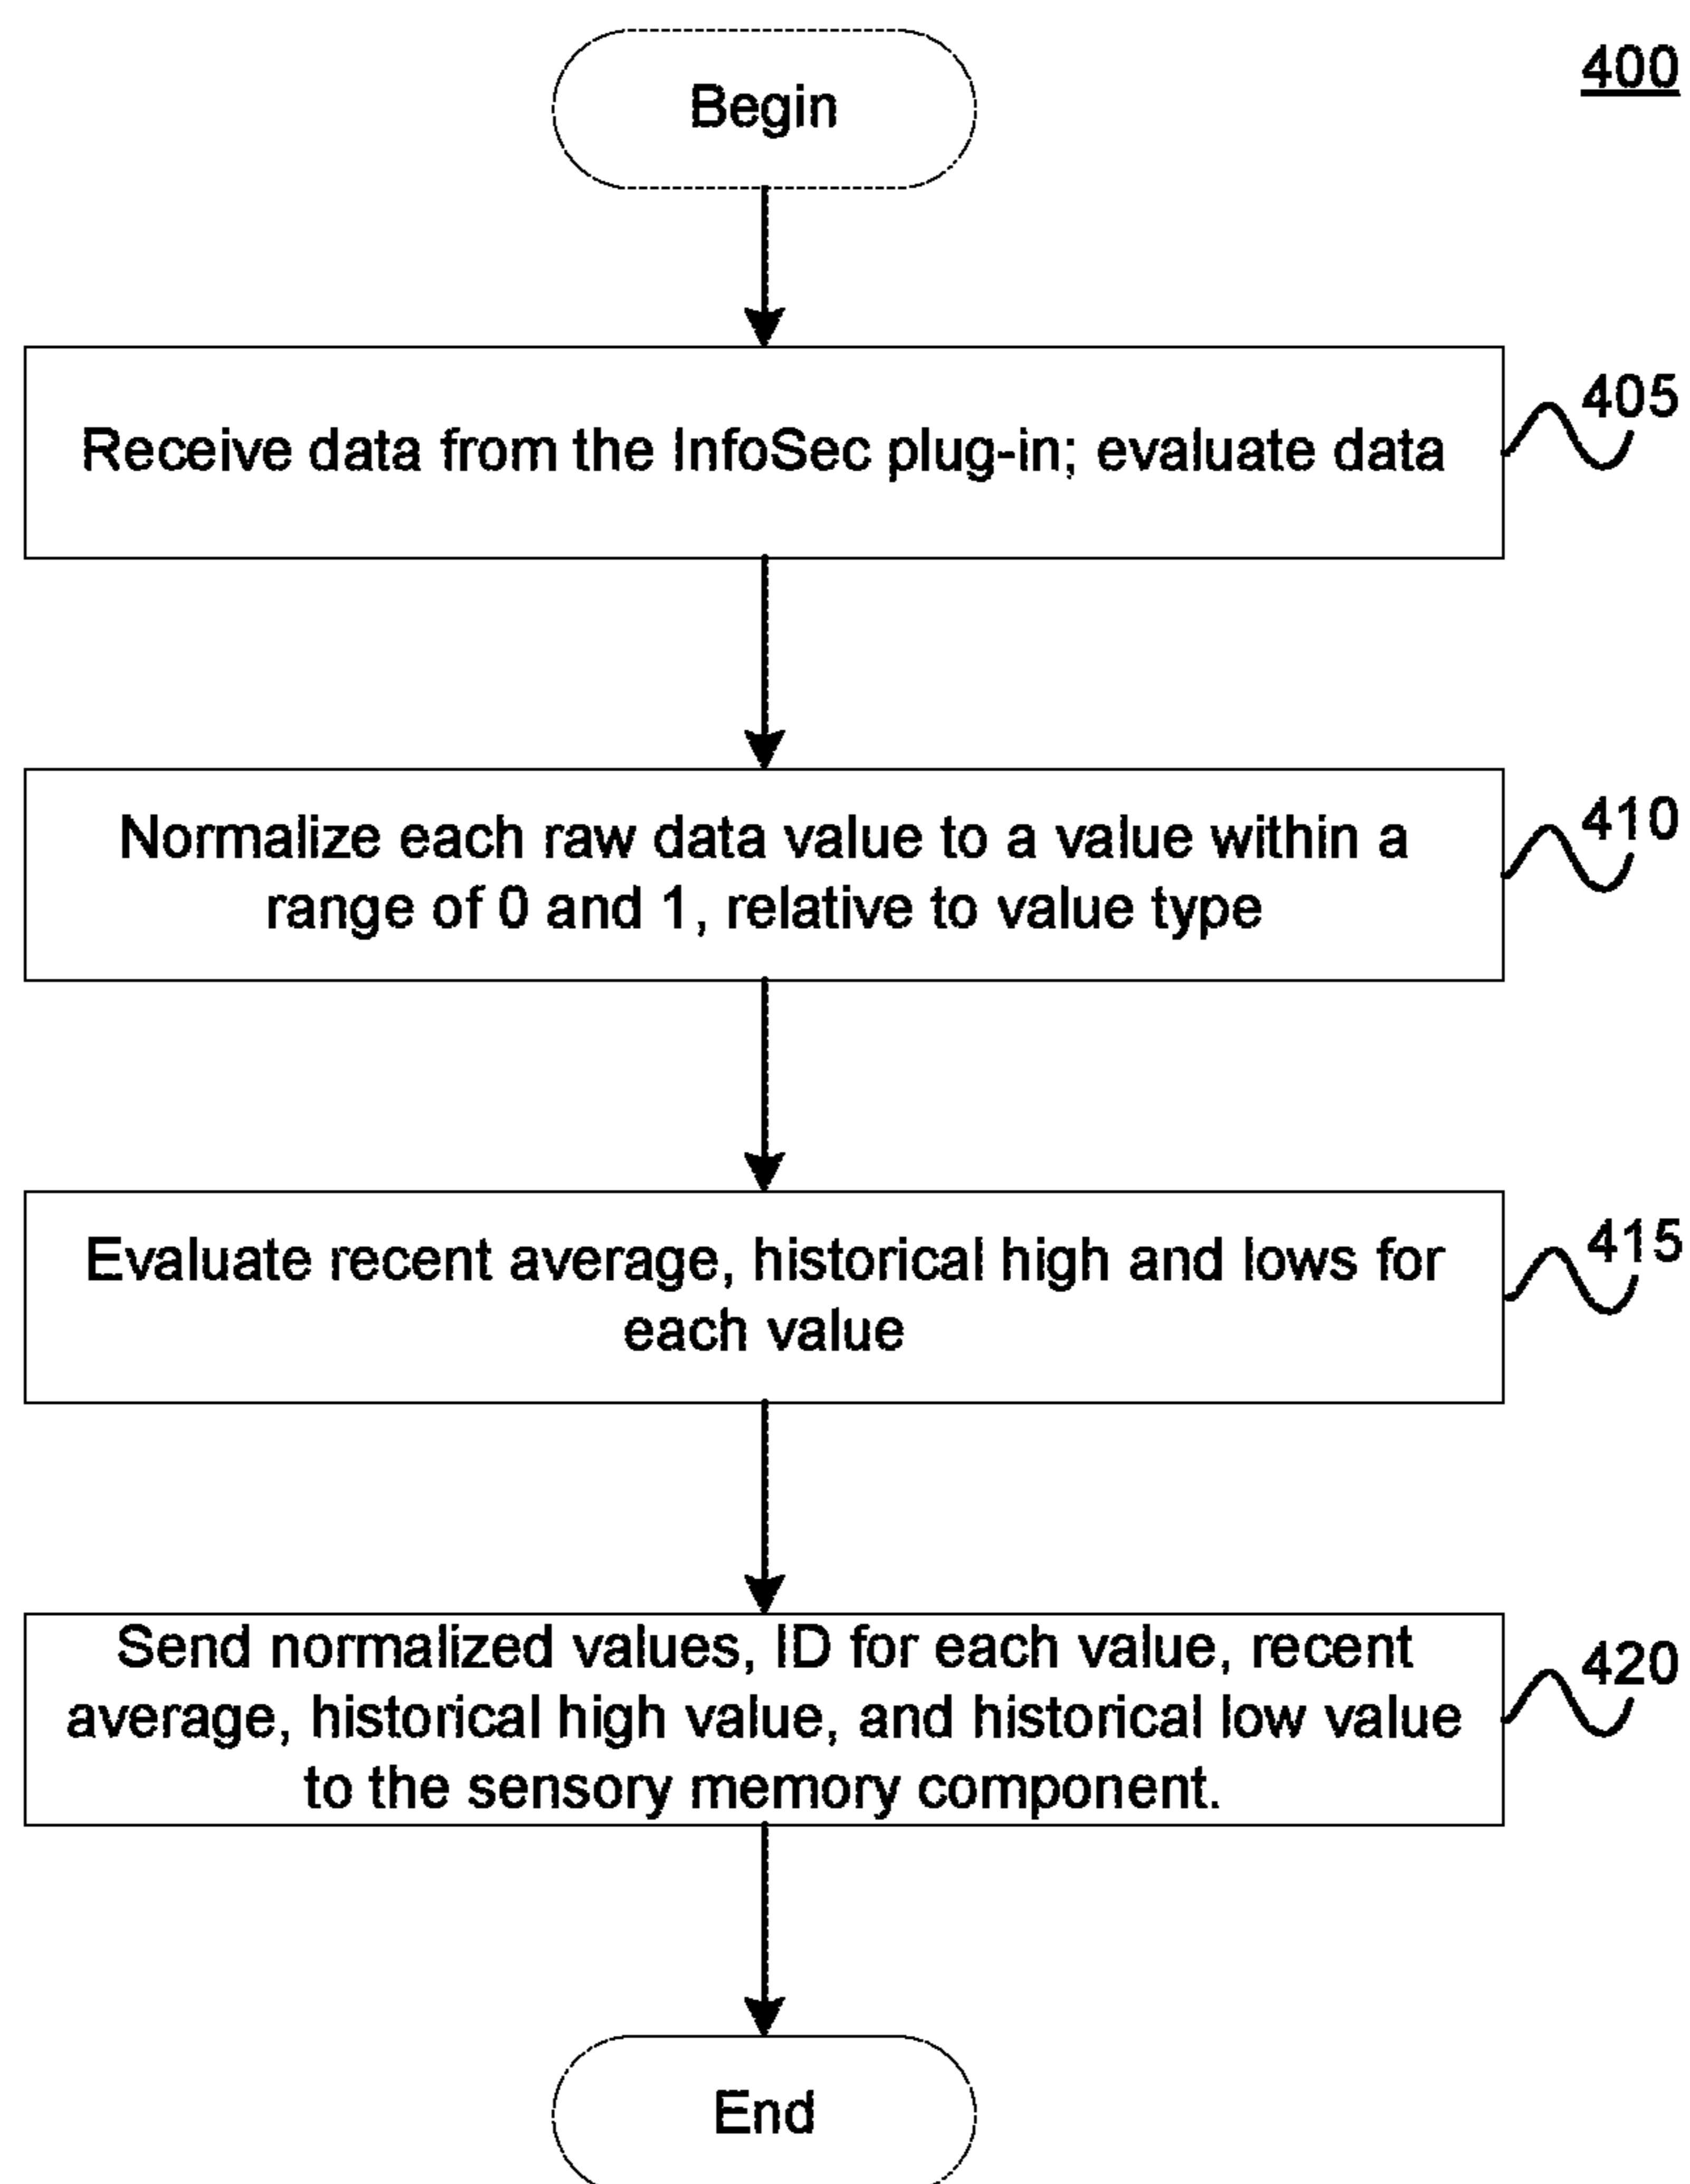 Begin
400
Receive data from the InfoSec plug-in; evaluate data
405
Normalize each raw data value to a value within a
range of 0 and 1, relative to value type
410
Evaluate recent average, historical high and lows for
each value
415
Send normalized values, ID for each value, recent
average, historical high value, and historical low value
to the sensory memory component.
420
End